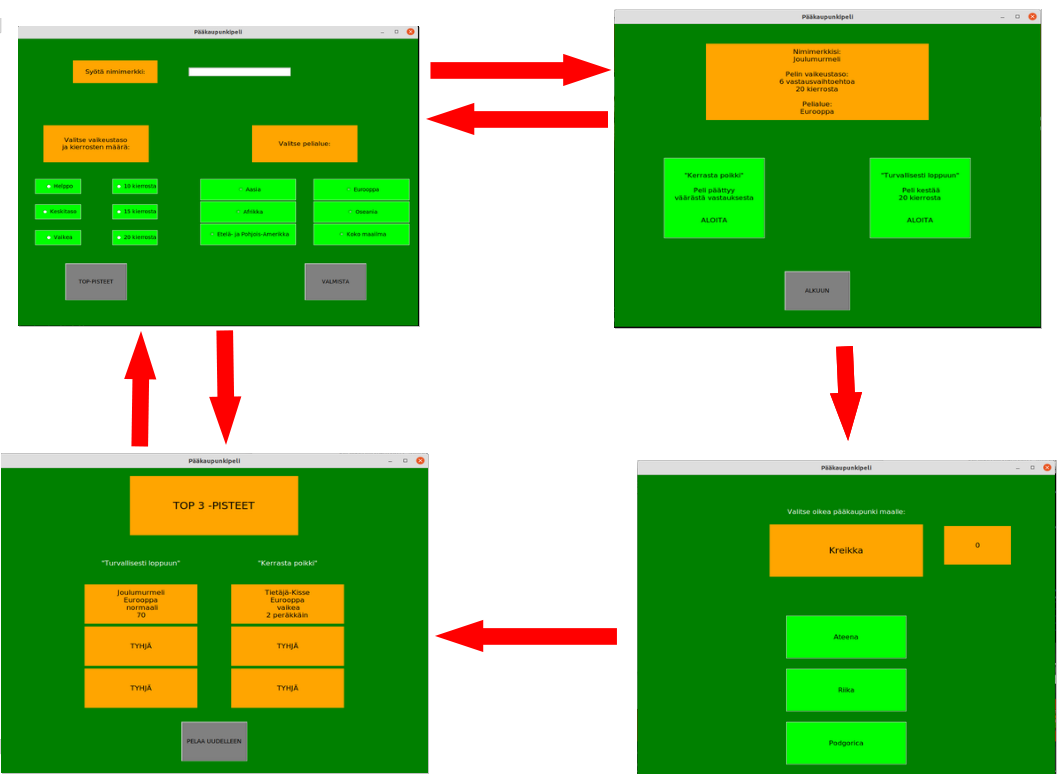 Pääkaupunkipeli
Syötä nimimerkki:
Valitse vaikeustaso
ja kierrosten määrä:
Valitse pelialue:
Helppo
10 kierrosta
Aasia
Eurooppa
Keskitaso
15 kierrosta
Afrikka
Oseania
Vaikea
20 kierrosta
Etelä- ja Pohjois-Amerikka
Koko maailma
TOP-PISTEET
VALMISTA
Pääkaupunkipeli
Nimimerkkisi:
Joulumurmeli
Pelin vaikeustaso:
6 vastausvaihtoehtoa
20 kierrosta
Pelialue:
Eurooppa
"Kerrasta poikki"
Peli päättyy
väärästä vastauksesta
ALOITA
"Turvallisesti loppuun"
Peli kestää
20 kierrosta
ALOITA
ALKUUN
Pääkaupunkipeli
TOP 3 -PISTEET
"Turvallisesti loppuun"
"Kerrasta poikki"
Joulumurmeli
Eurooppa
normaali
70
Tietäjä-Kisse
Eurooppa
vaikea
2 peräkkäin
TYHJÄ
TYHJÄ
TYHJÄ
TYHJÄ
PELAA UUDELLEEN
Pääkaupunkipeli
Valitse oikea pääkaupunki maalle:
Kreikka
0
Ateena
Riika
Podgorica